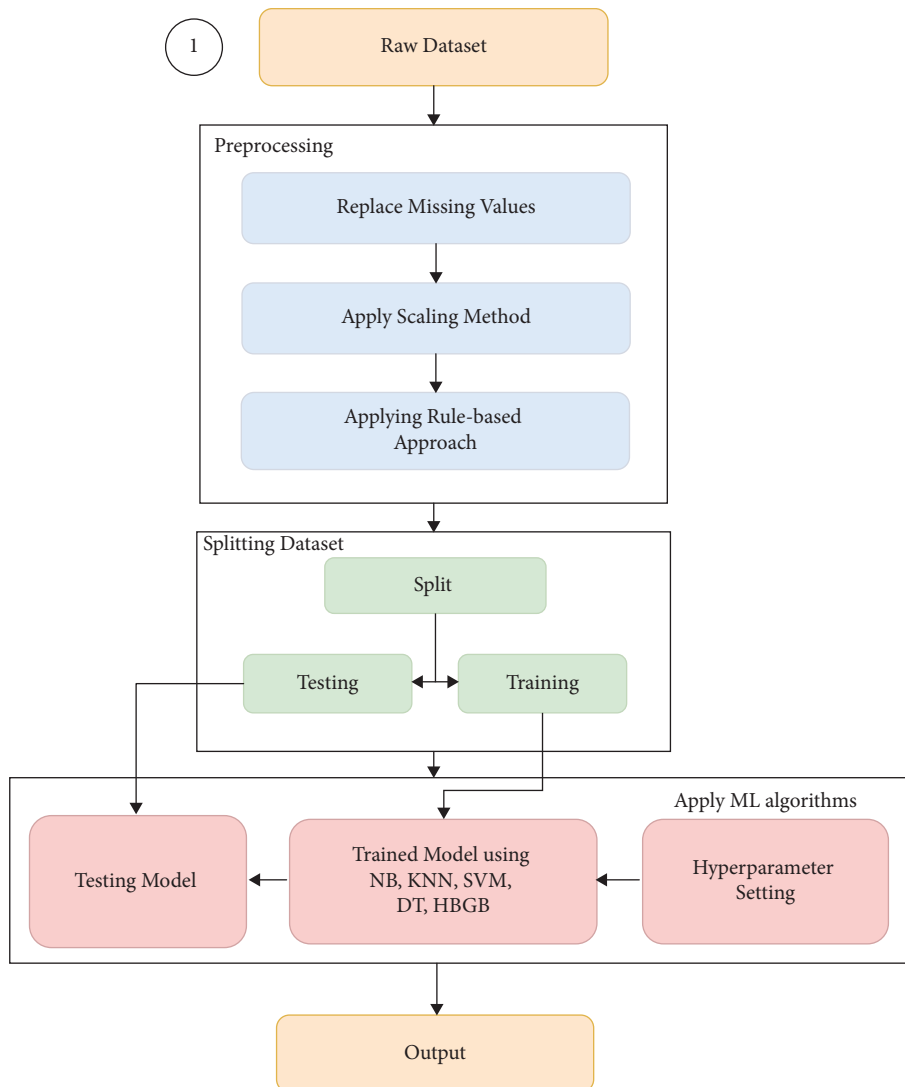 1
Raw Dataset
Preprocessing
Replace Missing Values
Apply Scaling Method
Applying Rule-based
Approach
Splitting Dataset
Split
Testing
Training
Apply ML algorithms
Testing Model
Trained Model using
NB, KNN, SVM,
DT, HBGB
Hyperparameter
Setting
Output